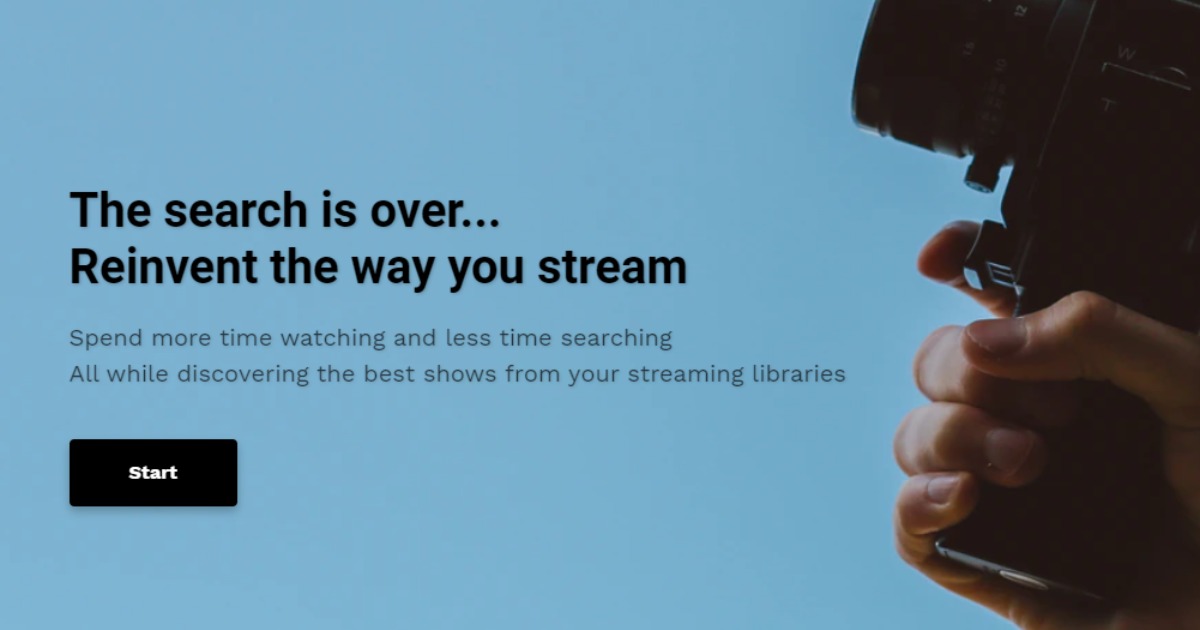 The search is over...
Reinvent the way you stream
Spend more time watching and less time searching
All while discovering the best shows from your streaming libraries
Start
12
W
T